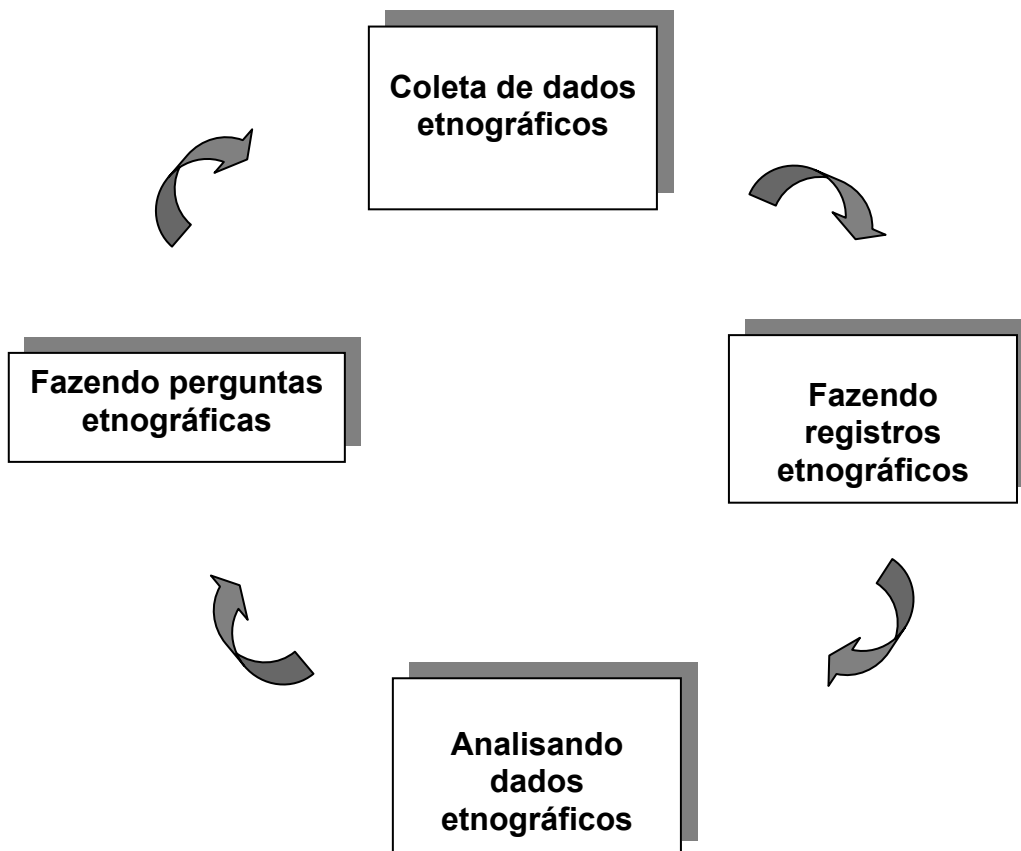 Coleta de dados
etnográficos
Fazendo perguntas
etnográficas
Fazendo
registros
etnográficos
Analisando
dados
etnográficos